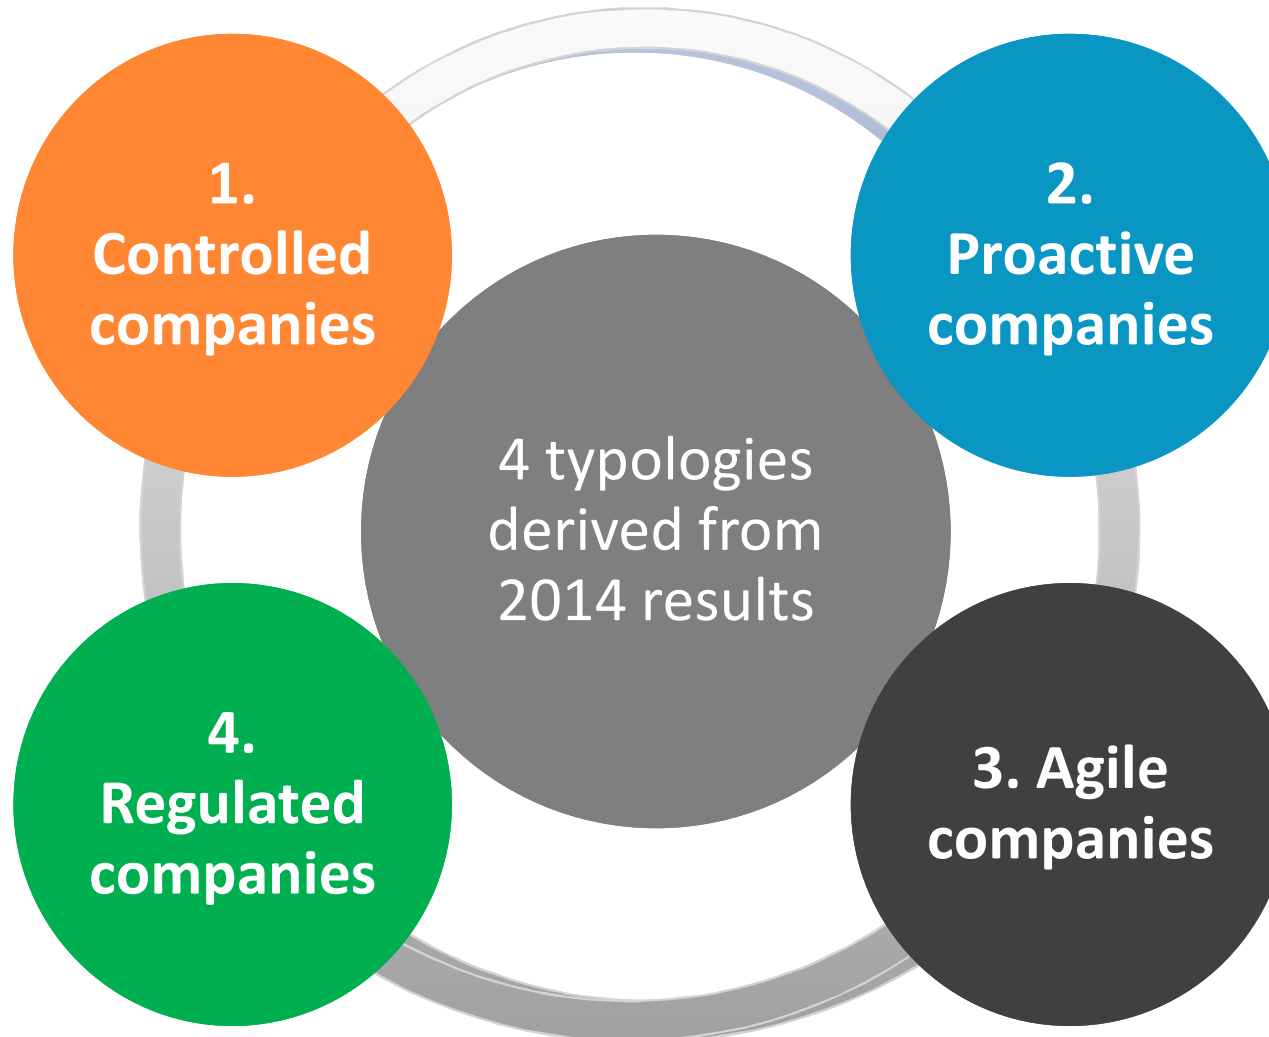 1.
Controlled
companies
2.
Proactive
companies
4 typologies
derived from
2014 results
4.
Regulated
companies
3. Agile
companies